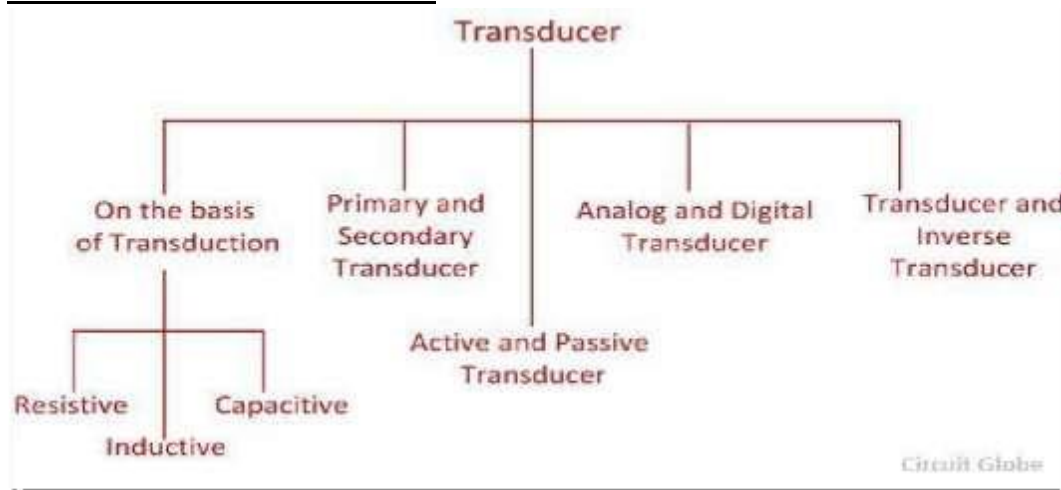 Transducer
On the basis
of Transduction
Primary and
Secondary
Transducer
Analog and Digital
Transducer
Transducer and
Inverse
Transducer
Active and Passive
Transducer
Resistive
Capacitive
Inductive
Circuit Globe